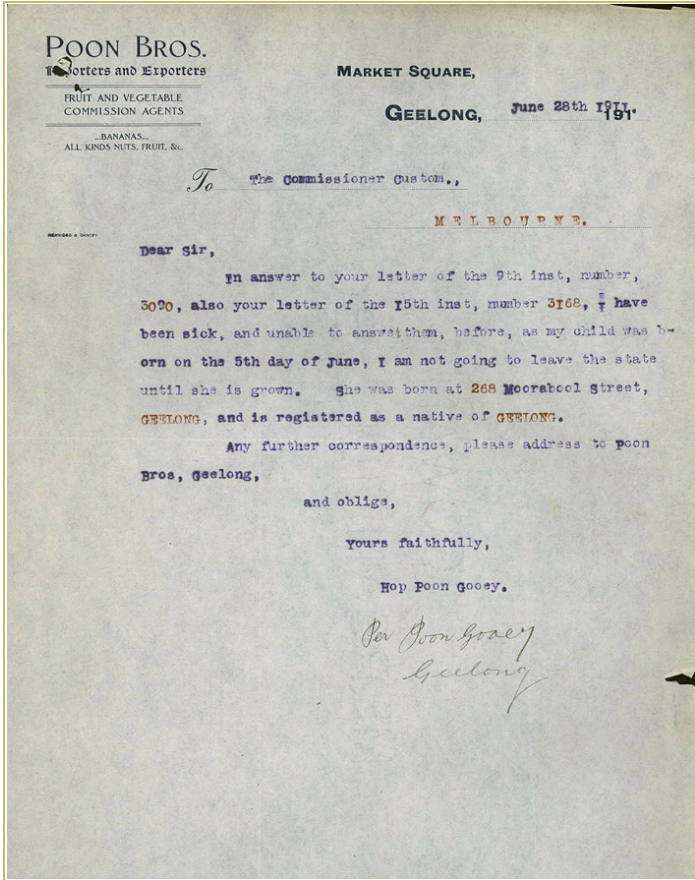 POON BROS.
Importers and Exporters
FRUIT AND VEGETABLE
COMMISSION AGENTS
...BANANAS...
ALL KINDS NUTS, FRUIT, &c.
MARKET SQUARE,
GEELONG, June 28th 1911. 191
To The Commissioner Custom.,
MELBOURNE.
Dear Sir,
In answer to your letter of the 9th inst, number,
3090, also your letter of the 15th inst, number 3168, I have
been sick, and unable to answer them, before, as my child was b-
orn on the 5th day of June, I am not going to leave the state
until she is grown. She was born at 268 Moorabool Street,
GEELONG, and is registered as a native of GEELONG.
Any further correspondence, please address to Poon
Bros, Geelong,
and oblige,
Yours faithfully,
Hop Poon Gooey.
Per Poon Gooey
Geelong